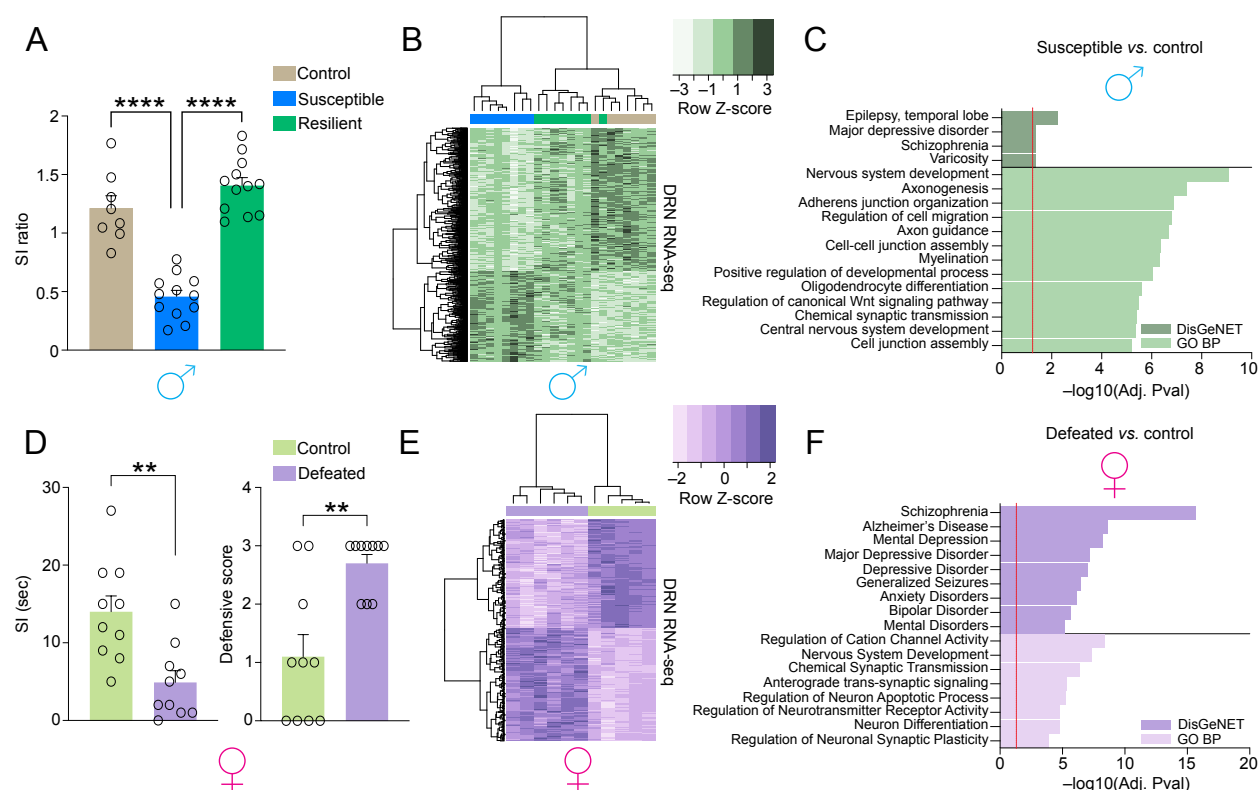 A
Control
Susceptible
Resilient
**** ****
SI ratio
2
1.5
1
0.5
0
♂
B
−3 −1 1 3
Row Z-score
DRN RNA-seq
♂
C
Susceptible vs. control
♂
Epilepsy, temporal lobe
Major depressive disorder
Schizophrenia
Varicosity
Nervous system development
Axonogenesis
Adherens junction organization
Regulation of cell migration
Axon guidance
Cell-cell junction assembly
Myelination
Positive regulation of developmental process
Oligodendrocyte differentiation
Regulation of canonical Wnt signaling pathway
Chemical synaptic transmission
Central nervous system development
Cell junction assembly
DisGeNET
GO BP
0 2 4 6 8 10
−log10(Adj. Pval)
D
Control
Defeated
**
SI (sec)
30
20
10
0
**
Defensive score
4
3
2
1
0
♀
E
−2 0 2
Row Z-score
DRN RNA-seq
♀
F
Defeated vs. control
♀
Schizophrenia
Alzheimer's Disease
Mental Depression
Major Depressive Disorder
Depressive Disorder
Generalized Seizures
Anxiety Disorders
Bipolar Disorder
Mental Disorders
Regulation of Cation Channel Activity
Nervous System Development
Chemical Synaptic Transmission
Anterograde trans-synaptic signaling
Regulation of Neuron Apoptotic Process
Regulation of Neurotransmitter Receptor Activity
Neuron Differentiation
Regulation of Neuronal Synaptic Plasticity
DisGeNET
GO BP
0 5 10 15 20
−log10(Adj. Pval)